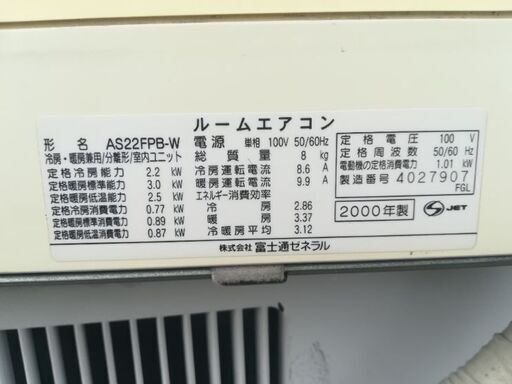 ルームエアコン
形 名 AS22FPB-W
冷房・暖房兼用/分離形/室内ユニット
定格冷房能力 2.2 kW
定格暖房標準能力 3.0 kW
定格暖房低温能力 2.5 kW
定格冷房消費電力 0.77 kW
定格暖房標準消費電力 0.89 kW
定格暖房低温消費電力 0.87 kW
電源 単相 100V 50/60Hz
総質量 8 kg
冷房運転電流 8.6 A
暖房運転電流 9.9 A
エネルギー消費効率
冷房 2.86
暖房 3.37
冷暖房平均 3.12
定格電圧 100 V
定格周波数 50/60 Hz
電動機の定格消費電力 1.01 kW
製造番号 4027907
FGL
2000年製
JET
株式会社 富士通ゼネラル